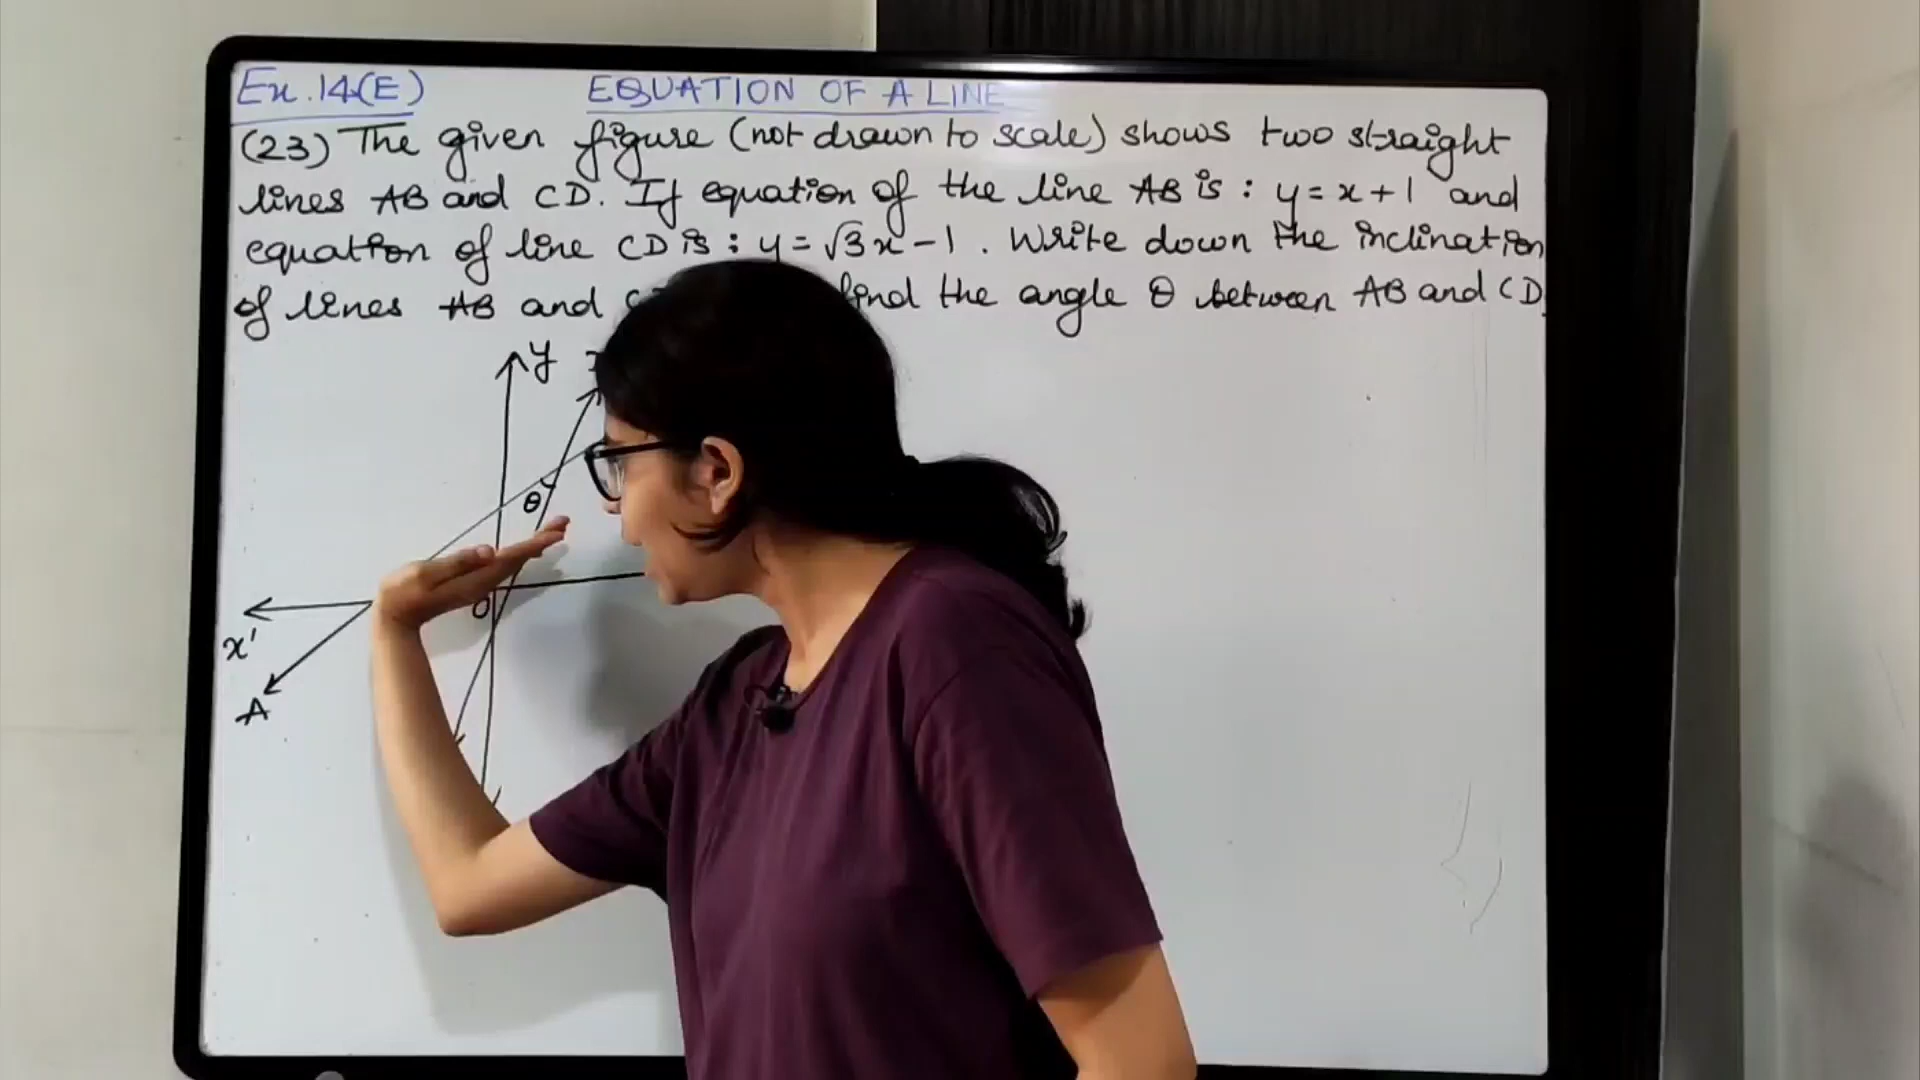 Ex.14(E) EQUATION OF A LINE
(23) The given figure (not drawn to scale) shows two straight
lines AB and CD. If equation of the line AB is : y = x + 1 and
equation of line CD is : y = √3x - 1. Write down the inclination
of lines AB and find the angle θ between AB and CD.
y
θ
O
x'
A